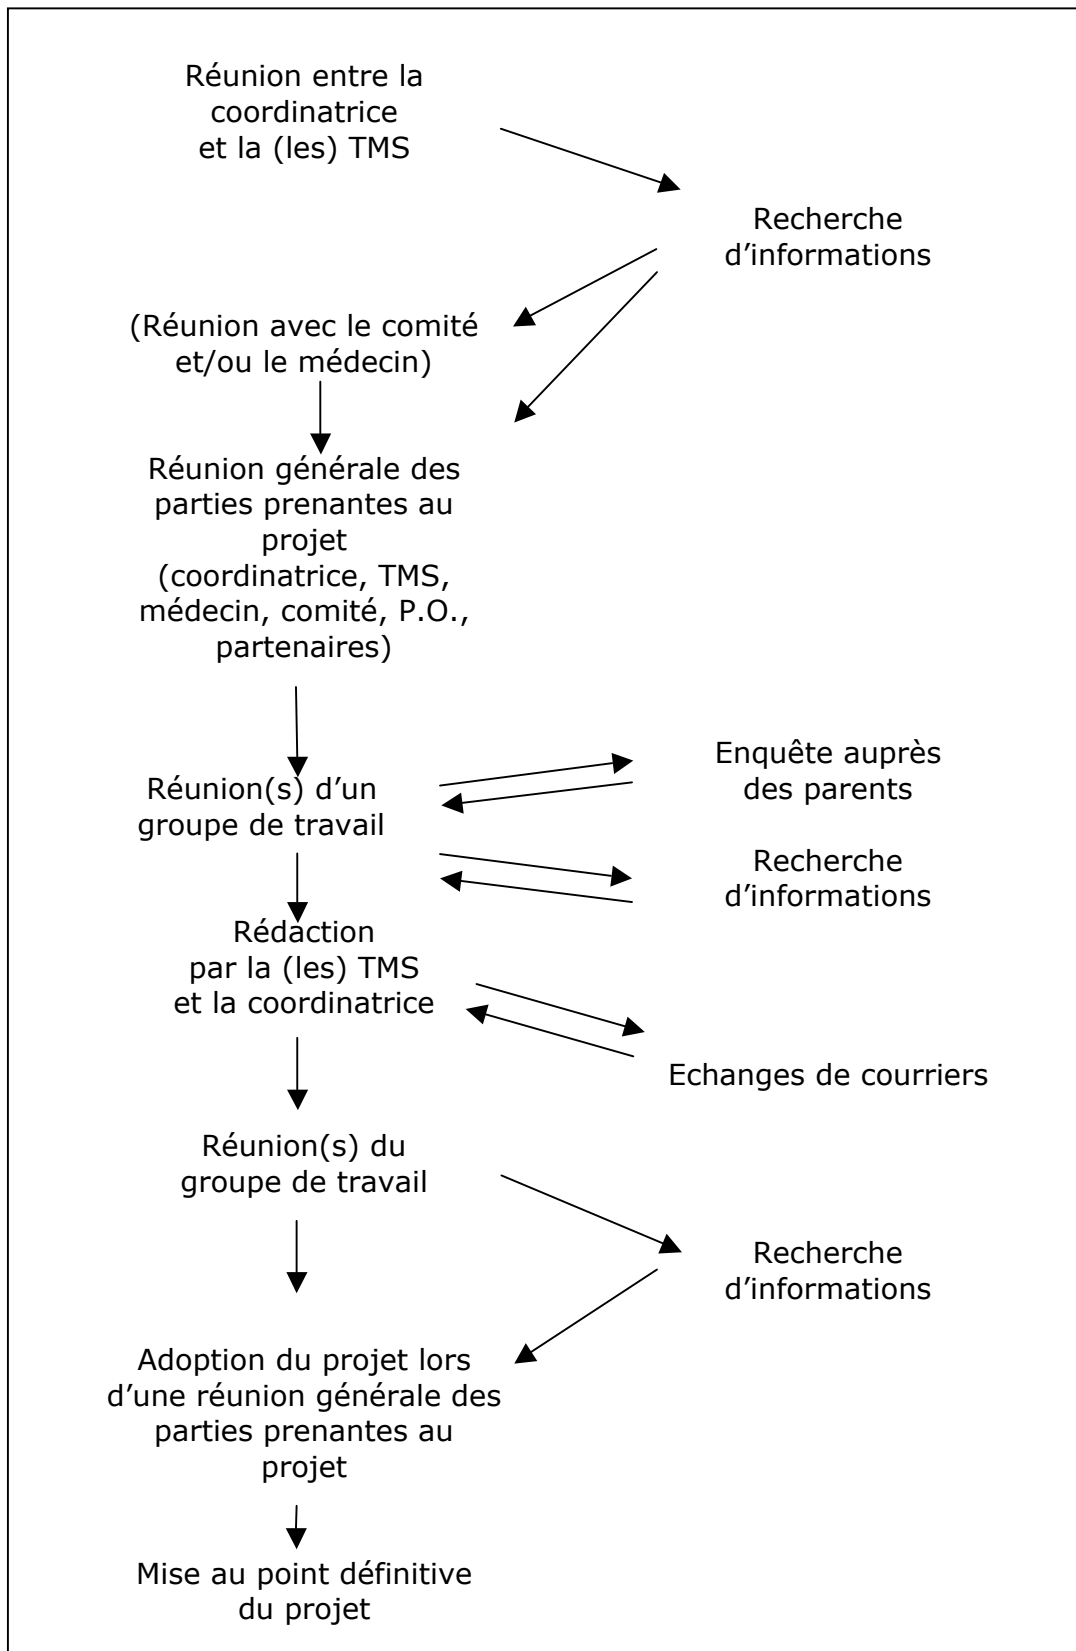 Réunion entre la
coordinatrice
et la (les) TMS
Recherche
d’informations
(Réunion avec le comité
et/ou le médecin)
Réunion générale des
parties prenantes au
projet
(coordinatrice, TMS,
médecin, comité, P.O.,
partenaires)
Enquête auprès
des parents
Réunion(s) d’un
groupe de travail
Recherche
d’informations
Rédaction
par la (les) TMS
et la coordinatrice
Echanges de courriers
Réunion(s) du
groupe de travail
Recherche
d’informations
Adoption du projet lors
d’une réunion générale des
parties prenantes au
projet
Mise au point définitive
du projet